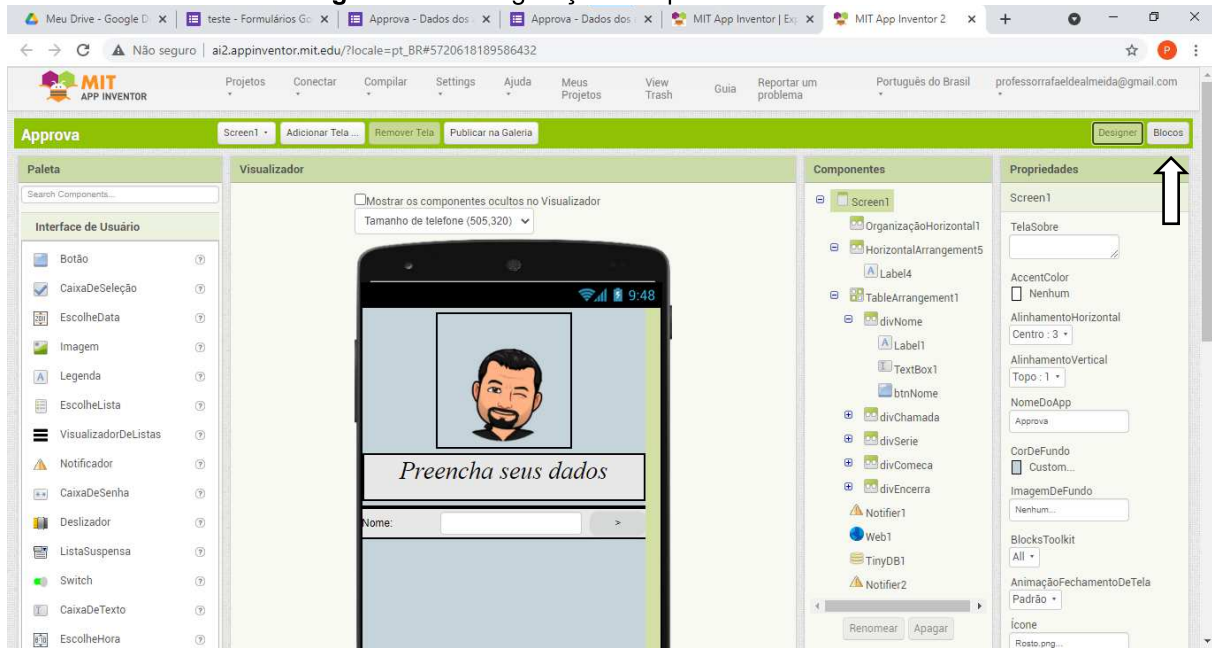 Meu Drive - Google D
teste - Formulários Go
Approva - Dados dos
Approva - Dados dos
MIT App Inventor | Exp
MIT App Inventor 2
Não seguro
ai2.appinventor.mit.edu/?locale=pt_BR#5720618189586432
P
MIT
APP INVENTOR
Projetos
Conectar
Compilar
Settings
Ajuda
Meus Projetos
View Trash
Guia
Reportar um problema
Português do Brasil
professorrafaeldealmeida@gmail.com
Approva
Screen1
Adicionar Tela ...
Remover Tela
Publicar na Galeria
Designer
Blocos
Paleta
Search Components...
Interface de Usuário
Botão
CaixaDeSeleção
EscolheData
Imagem
Legenda
EscolheLista
VisualizadorDeListas
Notificador
CaixaDeSenha
Deslizador
ListaSuspensa
Switch
CaixaDeTexto
EscolheHora
Visualizador
Mostrar os componentes ocultos no Visualizador
Tamanho de telefone (505,320)
9:48
Preencha seus dados
Nome:
>
Componentes
Screen1
OrganizaçãoHorizontal1
HorizontalArrangement5
Label4
TableArrangement1
divNome
Label1
TextBox1
btnNome
divChamada
divSerie
divComeca
divEncerra
Notifier1
Web1
TinyDB1
Notifier2
Renomear
Apagar
Propriedades
Screen1
TelaSobre
AccentColor
Nenhum
AlinhamentoHorizontal
Centro : 3
AlinhamentoVertical
Topo : 1
NomeDoApp
Approva
CorDeFundo
Custom...
ImagemDeFundo
Nenhum...
BlocksToolkit
All
AnimaçãoFechamentoDeTela
Padrão
Ícone
Rosto.png...